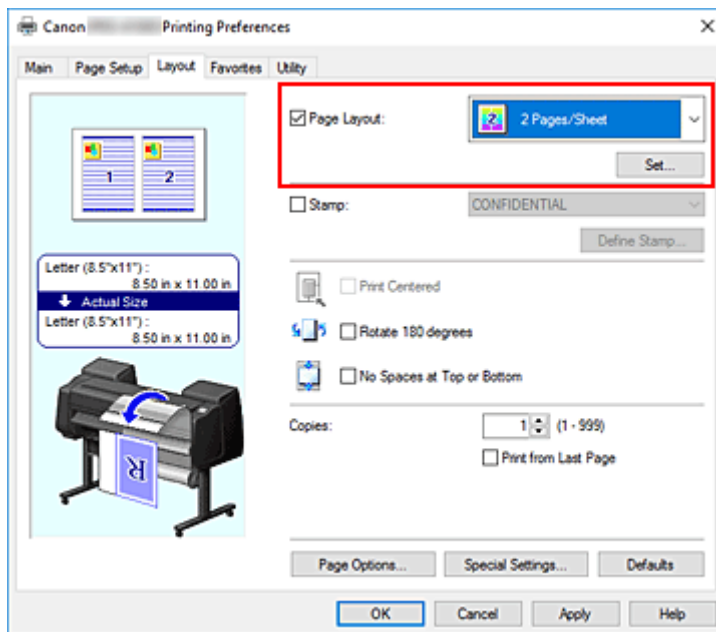 Canon Printing Preferences
Main Page Setup Layout Favorites Utility
1 2
Letter (8.5"x11") :
8.50 in x 11.00 in
Actual Size
Letter (8.5"x11") :
8.50 in x 11.00 in
R
Page Layout: 2 2 Pages/Sheet
Set...
Stamp: CONFIDENTIAL
Define Stamp...
Print Centered
Rotate 180 degrees
No Spaces at Top or Bottom
Copies: 1 (1 - 999)
Print from Last Page
Page Options... Special Settings... Defaults
OK Cancel Apply Help